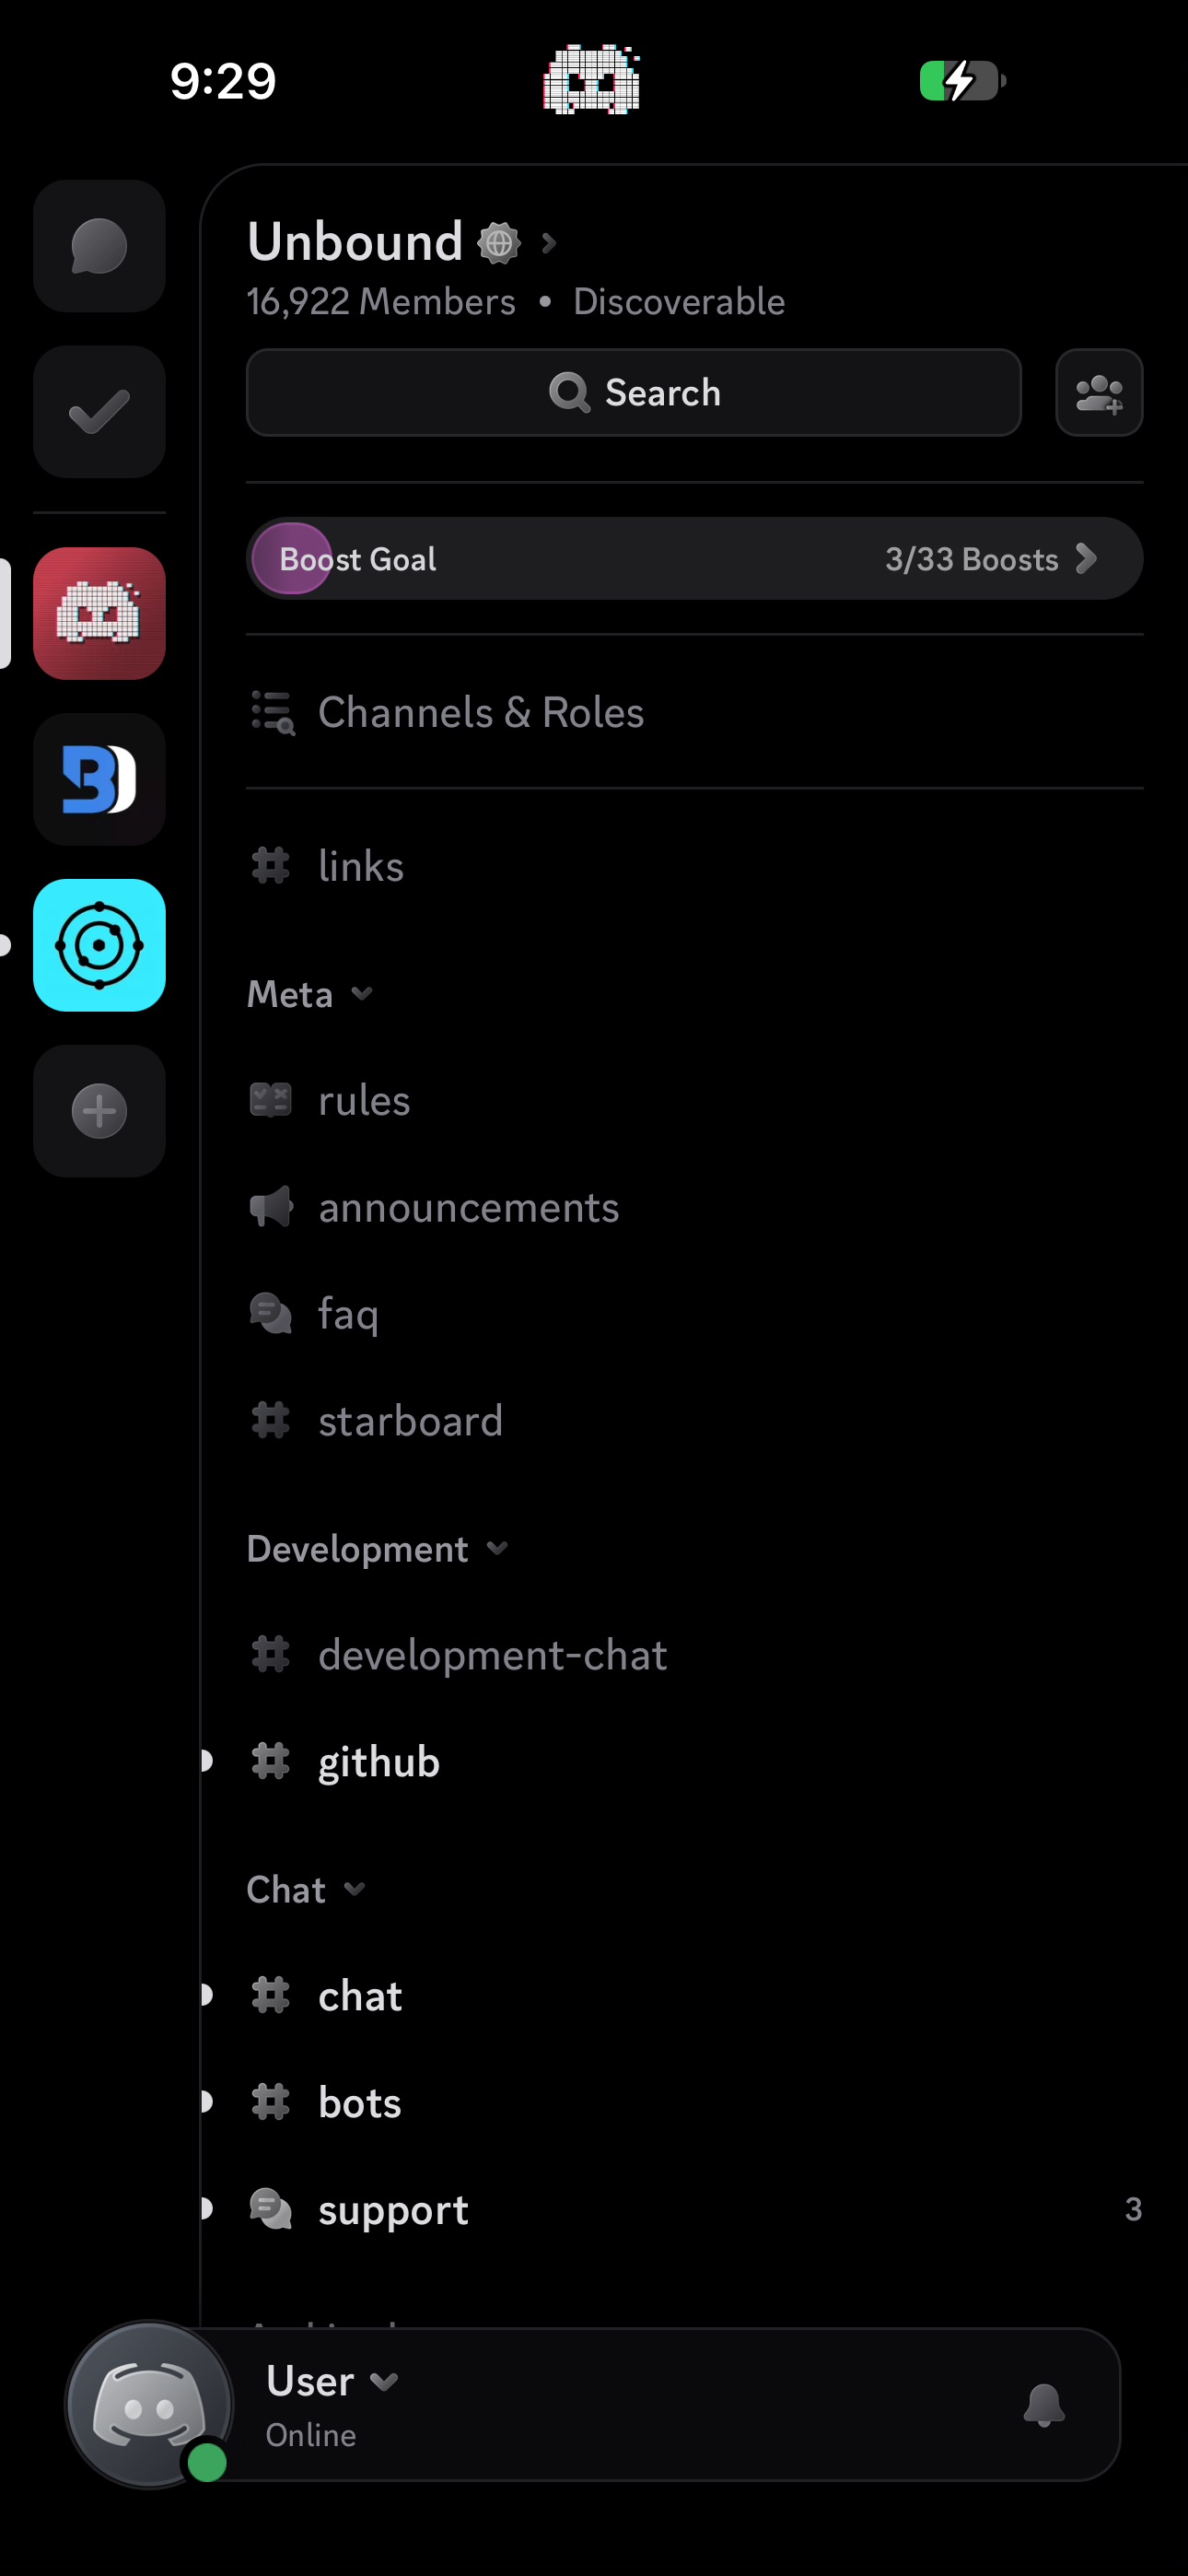 9:29
Unbound
16,922 Members • Discoverable
Search
Boost Goal 3/33 Boosts
Channels & Roles
links
Meta
rules
announcements
faq
starboard
Development
development-chat
github
Chat
chat
bots
support 3
User
Online